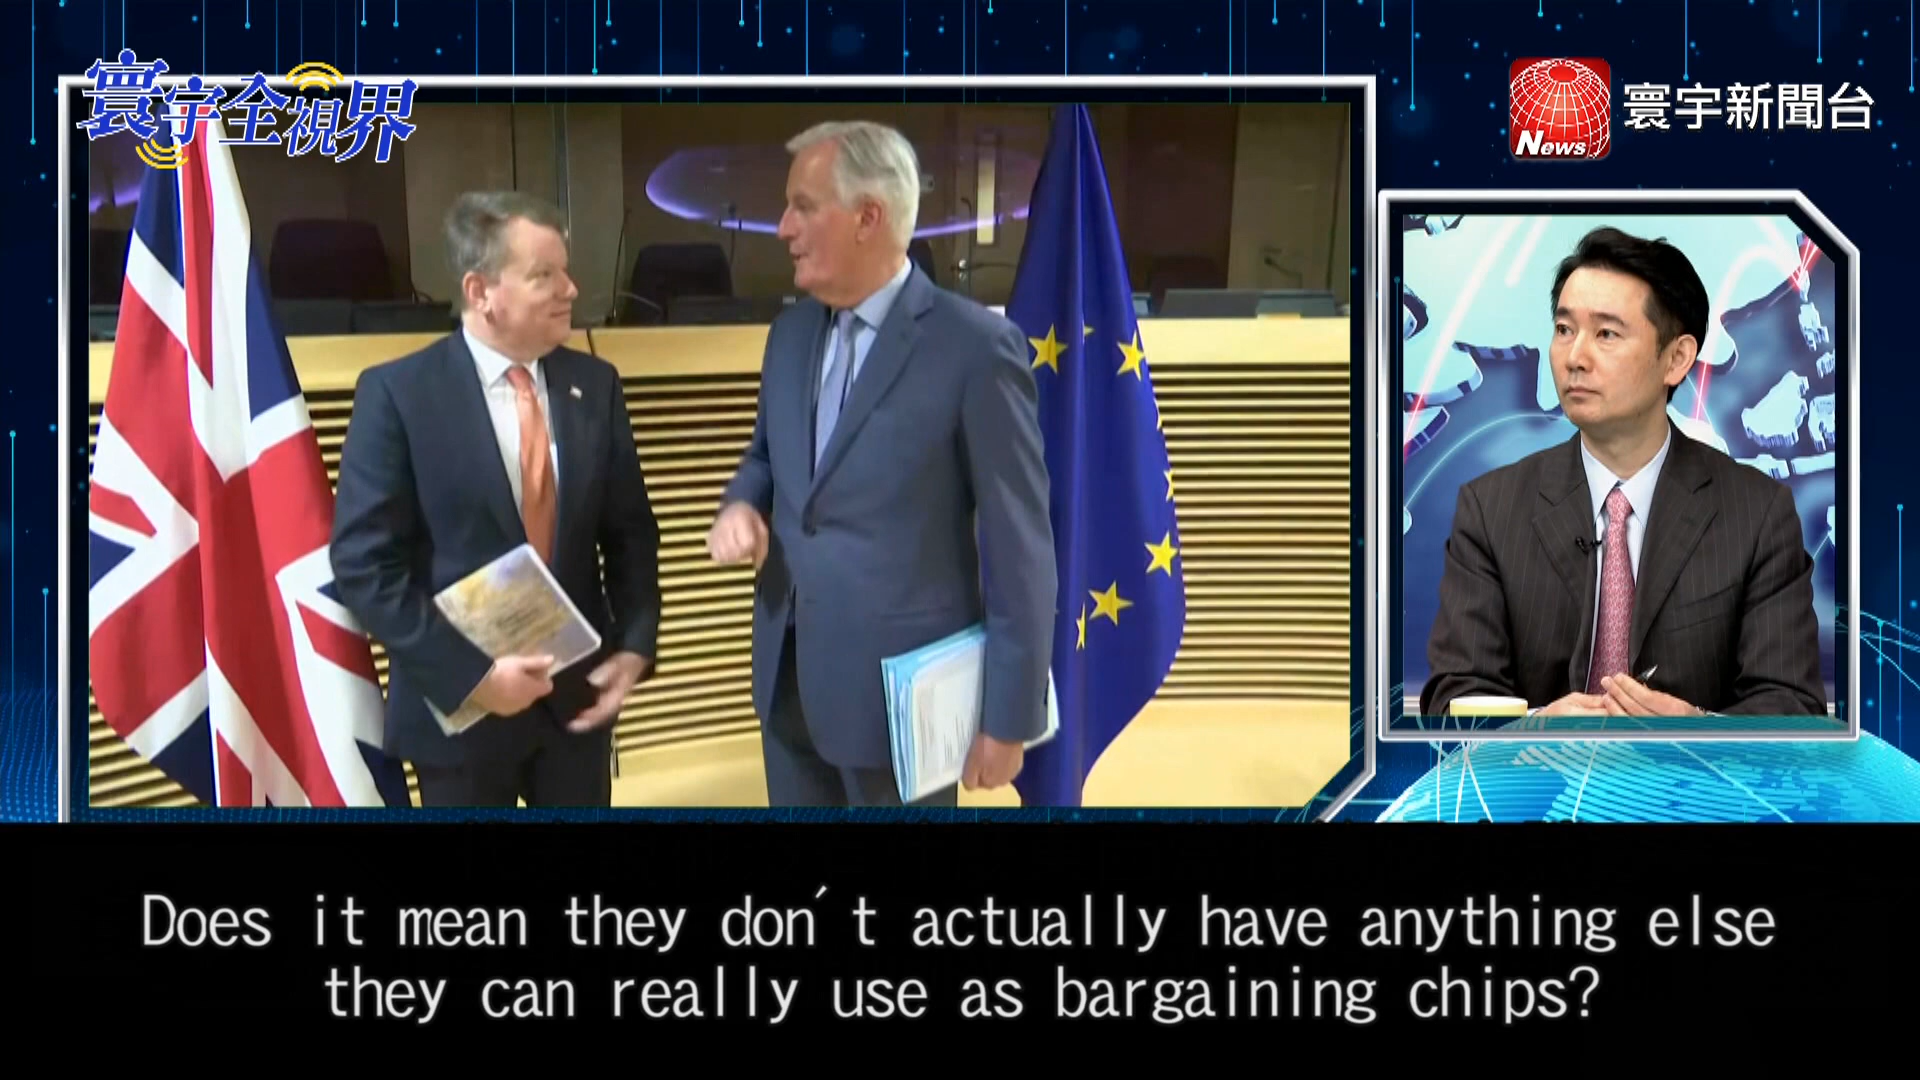 寰宇全視界
News
寰宇新聞台
Does it mean they don't actually have anything else
they can really use as bargaining chips?